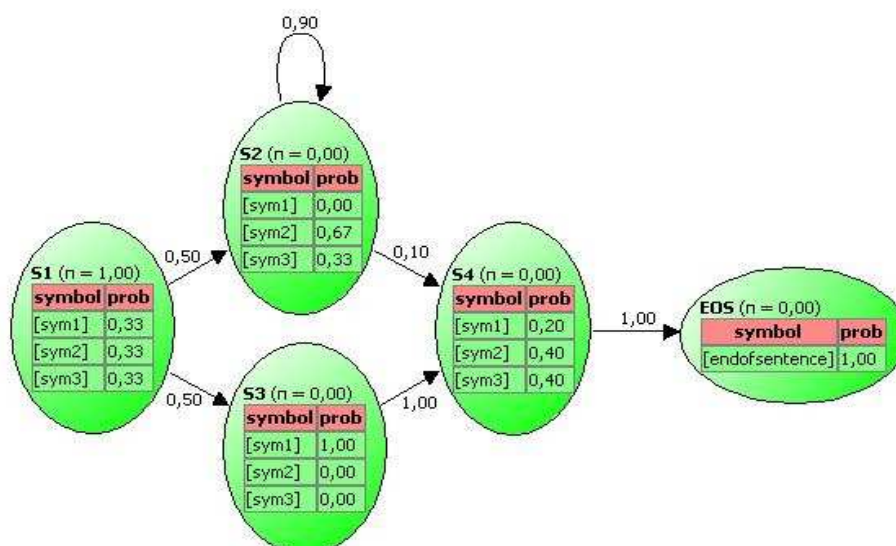 0,90
S2 (π = 0,00)
symbol prob
[sym1] 0,00
[sym2] 0,67
[sym3] 0,33
0,50
0,10
S1 (π = 1,00)
symbol prob
[sym1] 0,33
[sym2] 0,33
[sym3] 0,33
S4 (π = 0,00)
symbol prob
[sym1] 0,20
[sym2] 0,40
[sym3] 0,40
1,00
EOS (π = 0,00)
symbol prob
[endofsentence] 1,00
0,50
S3 (π = 0,00)
symbol prob
[sym1] 1,00
[sym2] 0,00
[sym3] 0,00
1,00